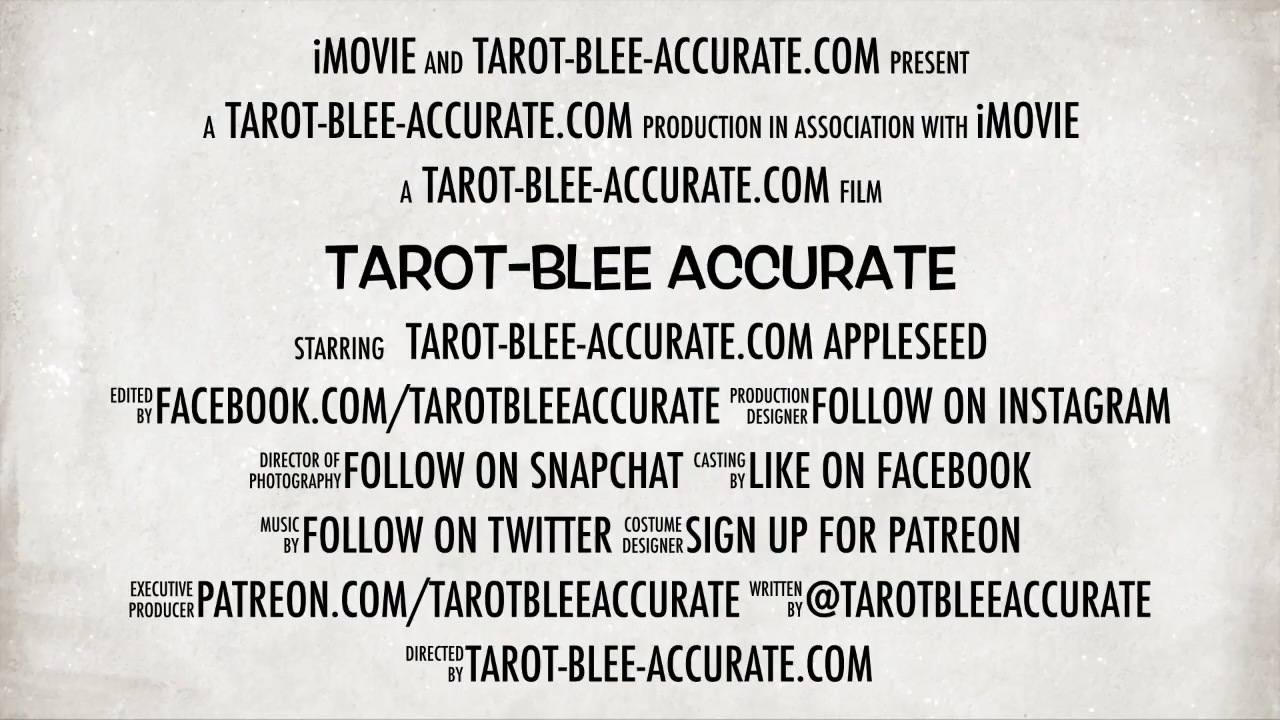 iMOVIE AND TAROT-BLEE-ACCURATE.COM PRESENT
A TAROT-BLEE-ACCURATE.COM PRODUCTION IN ASSOCIATION WITH iMOVIE
A TAROT-BLEE-ACCURATE.COM FILM
TAROT-BLEE ACCURATE
STARRING TAROT-BLEE-ACCURATE.COM APPLESEED
EDITED BY FACEBOOK.COM/TAROTBLEEACCURATE PRODUCTION DESIGNER FOLLOW ON INSTAGRAM
DIRECTOR OF PHOTOGRAPHY FOLLOW ON SNAPCHAT CASTING BY LIKE ON FACEBOOK
MUSIC BY FOLLOW ON TWITTER COSTUME DESIGNER SIGN UP FOR PATREON
EXECUTIVE PRODUCER PATREON.COM/TAROTBLEEACCURATE WRITTEN BY @TAROTBLEEACCURATE
DIRECTED BY TAROT-BLEE-ACCURATE.COM